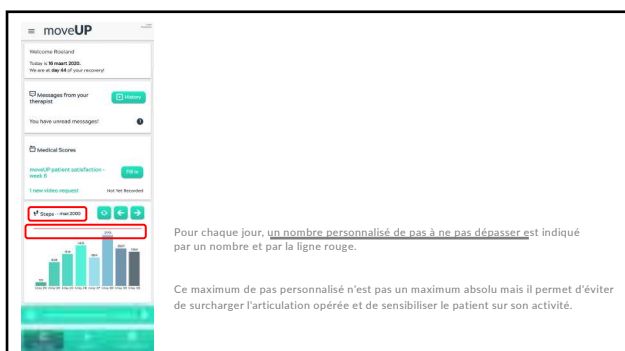 moveUP
Welcome Roeland
Today is 16 maart 2020.
We are at day 44 of your recovery!
Messages from your
therapist
History
You have unread messages!
Medical Scores
moveUP patient satisfaction -
week 6
Fill in
1 new video request
Not Yet Recorded
Steps - max 2000
Pour chaque jour, un nombre personnalisé de pas à ne pas dépasser est indiqué
par un nombre et par la ligne rouge.
Ce maximum de pas personnalisé n'est pas un maximum absolu mais il permet d'éviter
de surcharger l'articulation opérée et de sensibiliser le patient sur son activité.